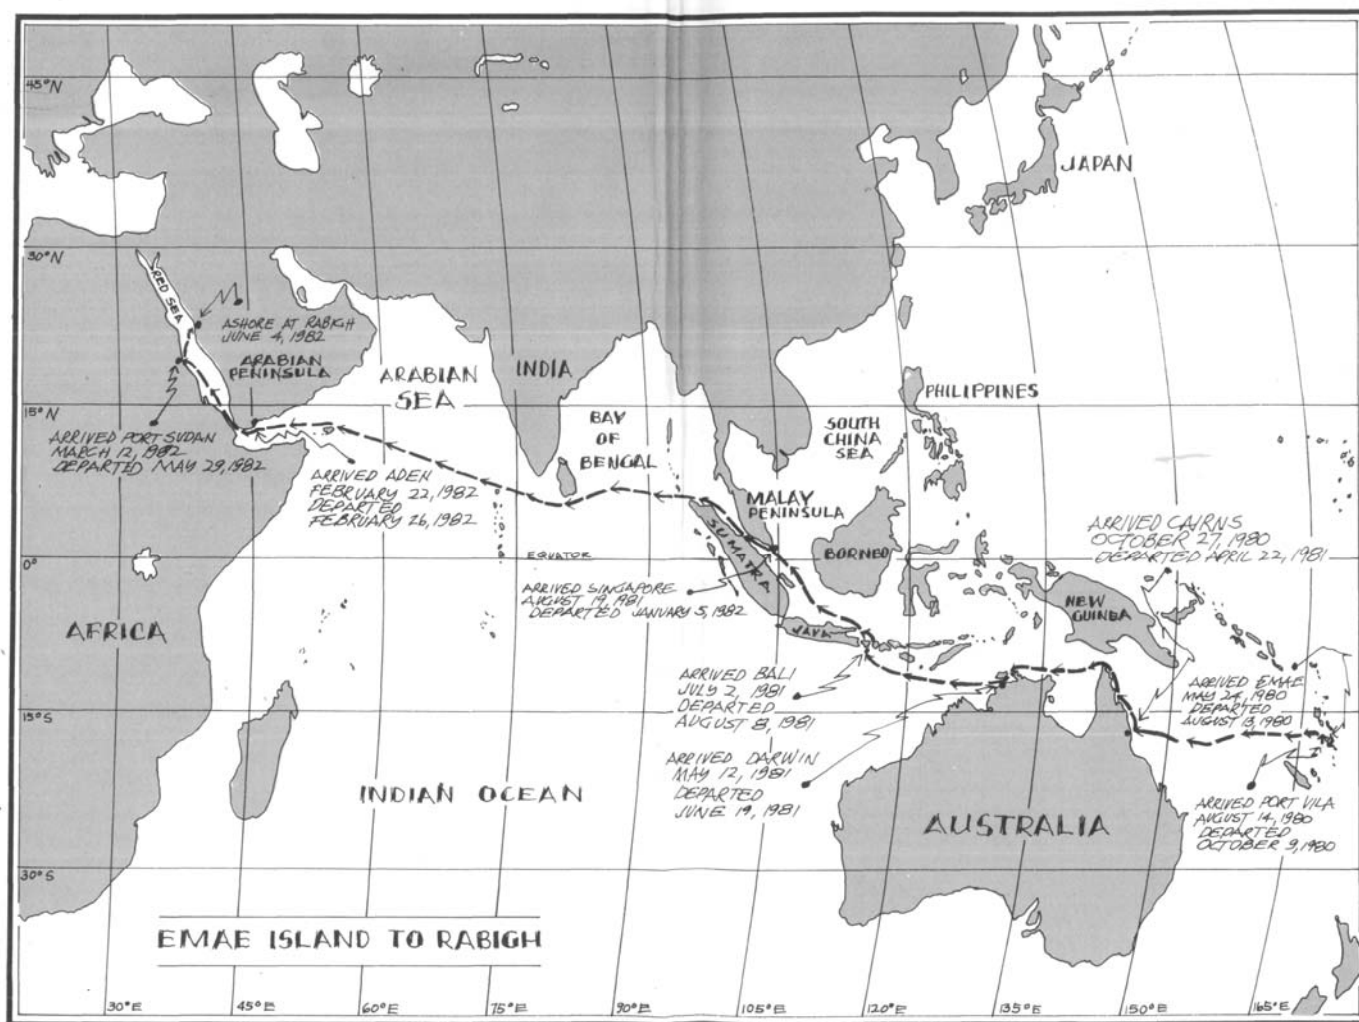 45°N
JAPAN
30°N
RED SEA
ASHORE AT RABIGH
JUNE 4, 1982
ARABIAN
PENINSULA
ARABIAN
SEA
INDIA
PHILIPPINES
15°N
BAY
OF
BENGAL
SOUTH
CHINA
SEA
ARRIVED PORT SUDAN
MARCH 12, 1982
DEPARTED MAY 29, 1982
ARRIVED ADEN
FEBRUARY 22, 1982
DEPARTED
FEBRUARY 26, 1982
MALAY
PENINSULA
SUMATRA
BORNEO
ARRIVED CAIRNS
OCTOBER 27, 1980
DEPARTED APRIL 22, 1981
0°
EQUATOR
ARRIVED SINGAPORE
AUGUST 19, 1981
DEPARTED JANUARY 5, 1982
NEW
GUINEA
AFRICA
JAVA
ARRIVED BALI
JULY 2, 1981
DEPARTED
AUGUST 8, 1981
ARRIVED EMAE
MAY 24, 1980
DEPARTED
AUGUST 13, 1980
15°S
ARRIVED DARWIN
MAY 12, 1981
DEPARTED
JUNE 19, 1981
INDIAN OCEAN
AUSTRALIA
ARRIVED PORT VILA
AUGUST 14, 1980
DEPARTED
OCTOBER 9, 1980
30°S
EMAE ISLAND TO RABIGH
30°E
45°E
60°E
75°E
90°E
105°E
120°E
135°E
150°E
165°E